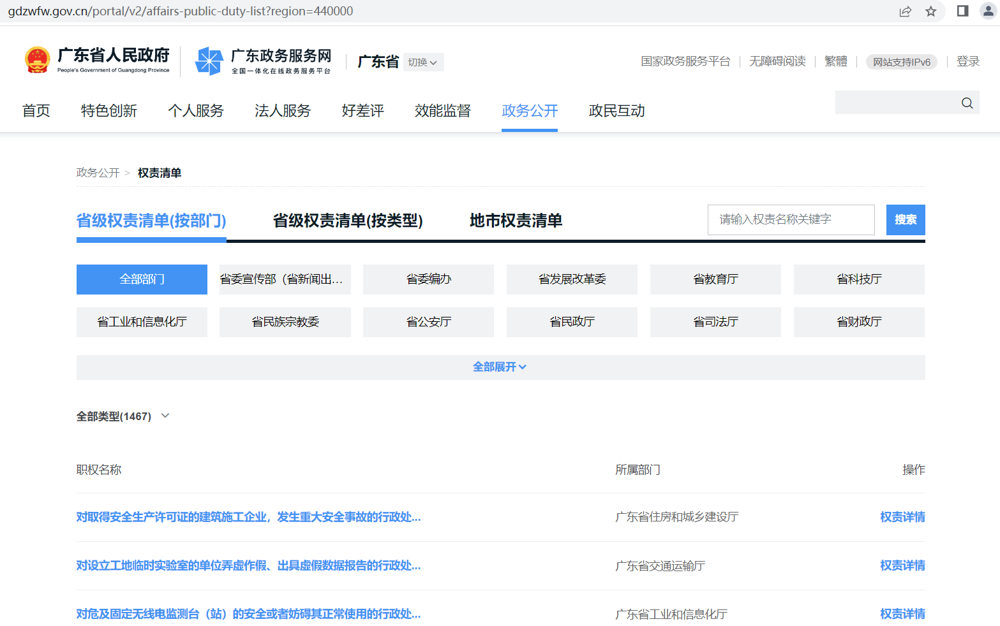 gdzwfw.gov.cn/portal/v2/affairs-public-duty-list?region=440000
广东省人民政府
People's Government of Guangdong Province
广东政务服务网
全国一体化在线政务服务平台
广东省 切换
国家政务服务平台 无障碍阅读 繁體 网站支持IPv6 登录
首页 特色创新 个人服务 法人服务 好差评 效能监督 政务公开 政民互动
政务公开 > 权责清单
省级权责清单(按部门) 省级权责清单(按类型) 地市权责清单 请输入权责名称关键字 搜索
全部部门 省委宣传部（省新闻出... 省委编办 省发展改革委 省教育厅 省科技厅
省工业和信息化厅 省民族宗教委 省公安厅 省民政厅 省司法厅 省财政厅
全部展开
全部类型(1467)
职权名称 所属部门 操作
对取得安全生产许可证的建筑施工企业，发生重大安全事故的行政处... 广东省住房和城乡建设厅 权责详情
对设立工地临时实验室的单位弄虚作假、出具虚假数据报告的行政处... 广东省交通运输厅 权责详情
对危及固定无线电监测台（站）的安全或者妨碍其正常使用的行政处... 广东省工业和信息化厅 权责详情